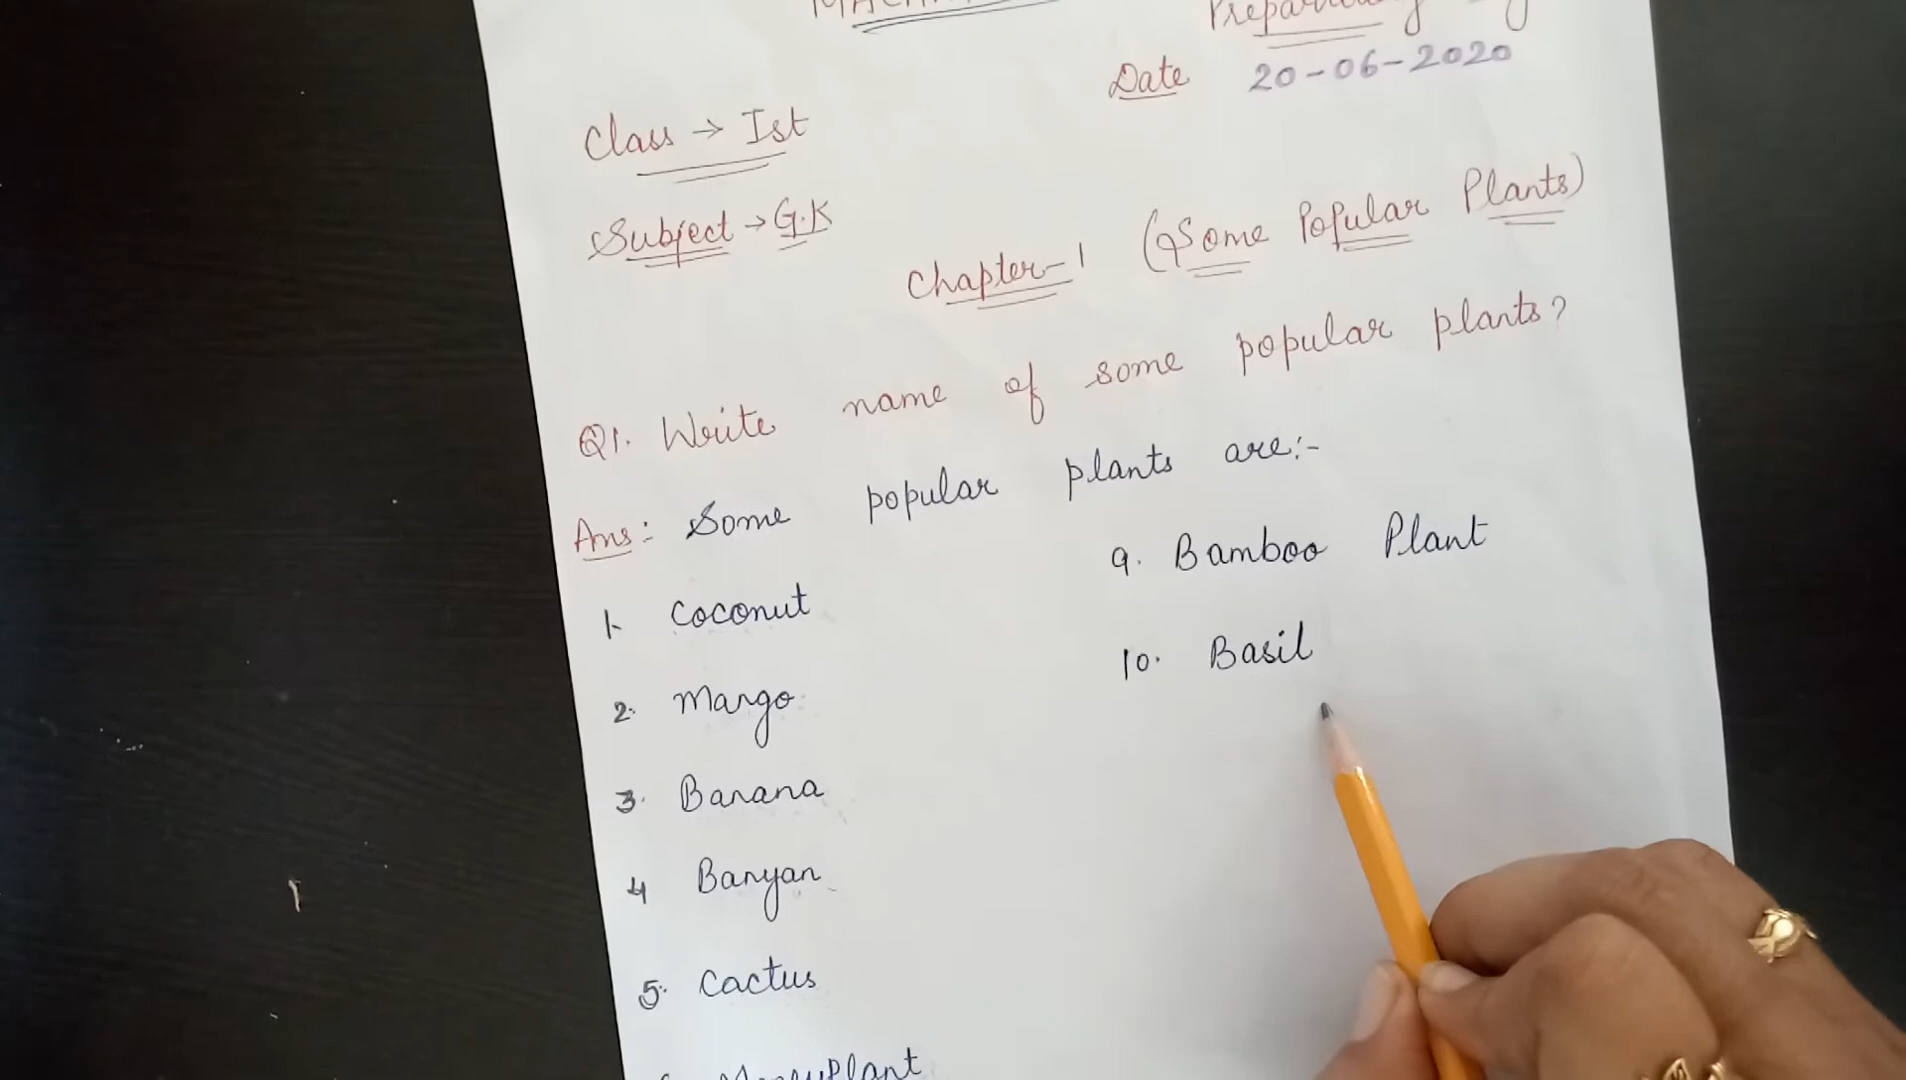 Date 20-06-2020
Class → Ist
Subject → G.K
Chapter-1 (Some Popular Plants)
Q1. Write name of some popular plants?
Ans: Some popular plants are:-
1. Coconut
2. Mango
3. Banana
4 Banyan
5. Cactus
9. Bamboo Plant
10. Basil